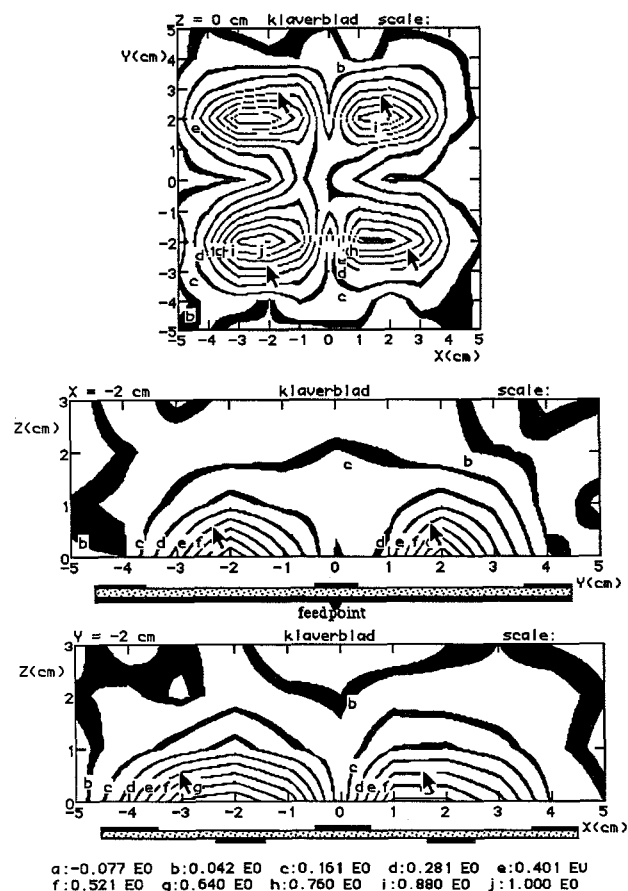 Z = 0 cm klaverblad scale:
Y(cm)
5
4
3
2
1
0
-1
-2
-3
-4
-5
b
e
i
d f g h i j
h
e
d
c
c
b
-5 -4 -3 -2 -1 0 1 2 3 4 5
X(cm)
X = -2 cm klaverblad scale:
Z(cm)
3
2
1
0
c
b
b c d e f d e f
-5 -4 -3 -2 -1 0 1 2 3 4 5
Y(cm)
feedpoint
Y = -2 cm klaverblad scale:
Z(cm)
3
2
1
0
b
c
b c d e f g d e f
-5 -4 -3 -2 -1 0 1 2 3 4 5
X(cm)
a:-0.077 E0 b:0.042 E0 c:0.161 E0 d:0.281 E0 e:0.401 E0
f:0.521 E0 g:0.640 E0 h:0.760 E0 i:0.880 E0 j:1.000 E0